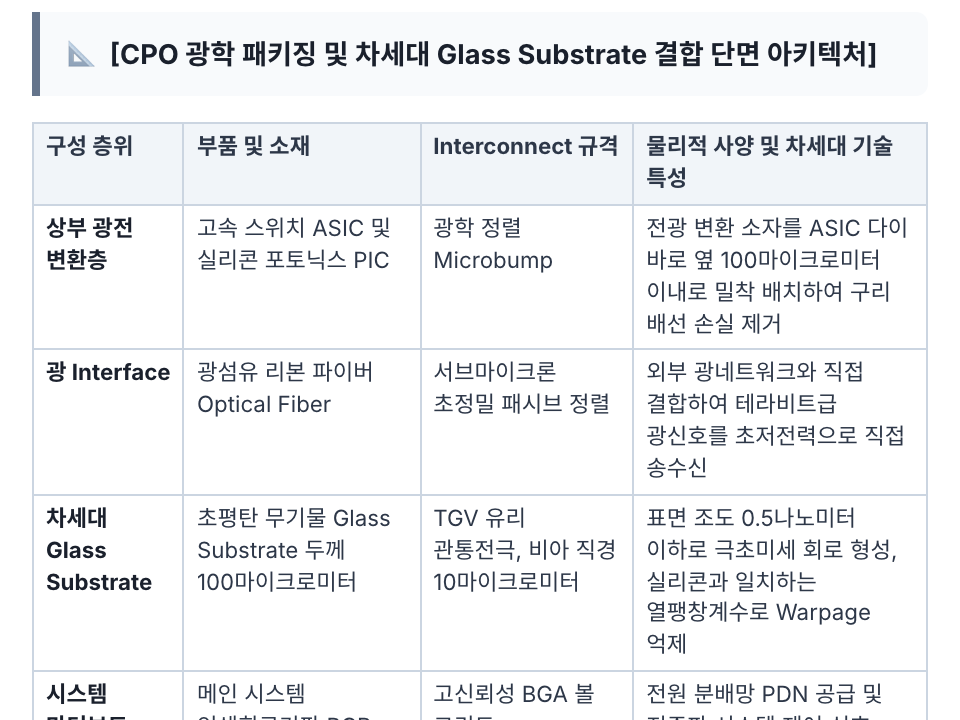 [CPO 광학 패키징 및 차세대 Glass Substrate 결합 단면 아키텍처]
구성 층위
부품 및 소재
Interconnect 규격
물리적 사양 및 차세대 기술
특성
상부 광전
변환층
고속 스위치 ASIC 및
실리콘 포토닉스 PIC
광학 정렬
Microbump
전광 변환 소자를 ASIC 다이
바로 옆 100마이크로미터
이내로 밀착 배치하여 구리
배선 손실 제거
광 Interface
광섬유 리본 파이버
Optical Fiber
서브마이크론
초정밀 패시브 정렬
외부 광네트워크와 직접
결합하여 테라비트급
광신호를 초저전력으로 직접
송수신
차세대
Glass
Substrate
초평탄 무기물 Glass
Substrate 두께
100마이크로미터
TGV 유리
관통전극, 비아 직경
10마이크로미터
표면 조도 0.5나노미터
이하로 극초미세 회로 형성,
실리콘과 일치하는
열팽창계수로 Warpage
억제
시스템
메인 시스템
고신뢰성 BGA 볼
전원 분배망 PDN 공급 및